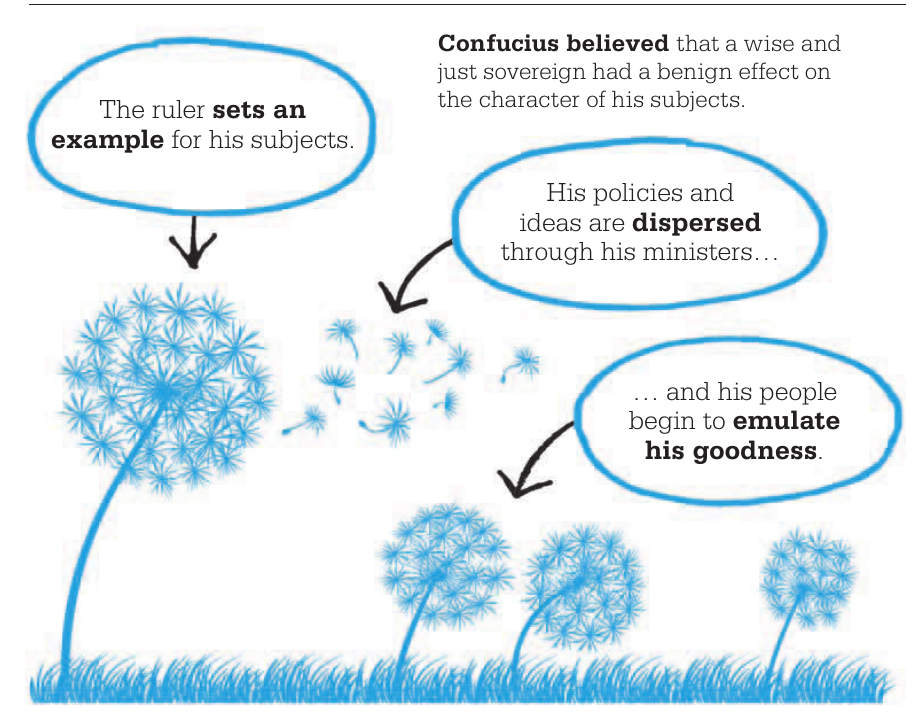 Confucius believed that a wise and
just sovereign had a benign effect on
the character of his subjects.
The ruler sets an
example for his subjects.
His policies and
ideas are dispersed
through his ministers…
… and his people
begin to emulate
his goodness.